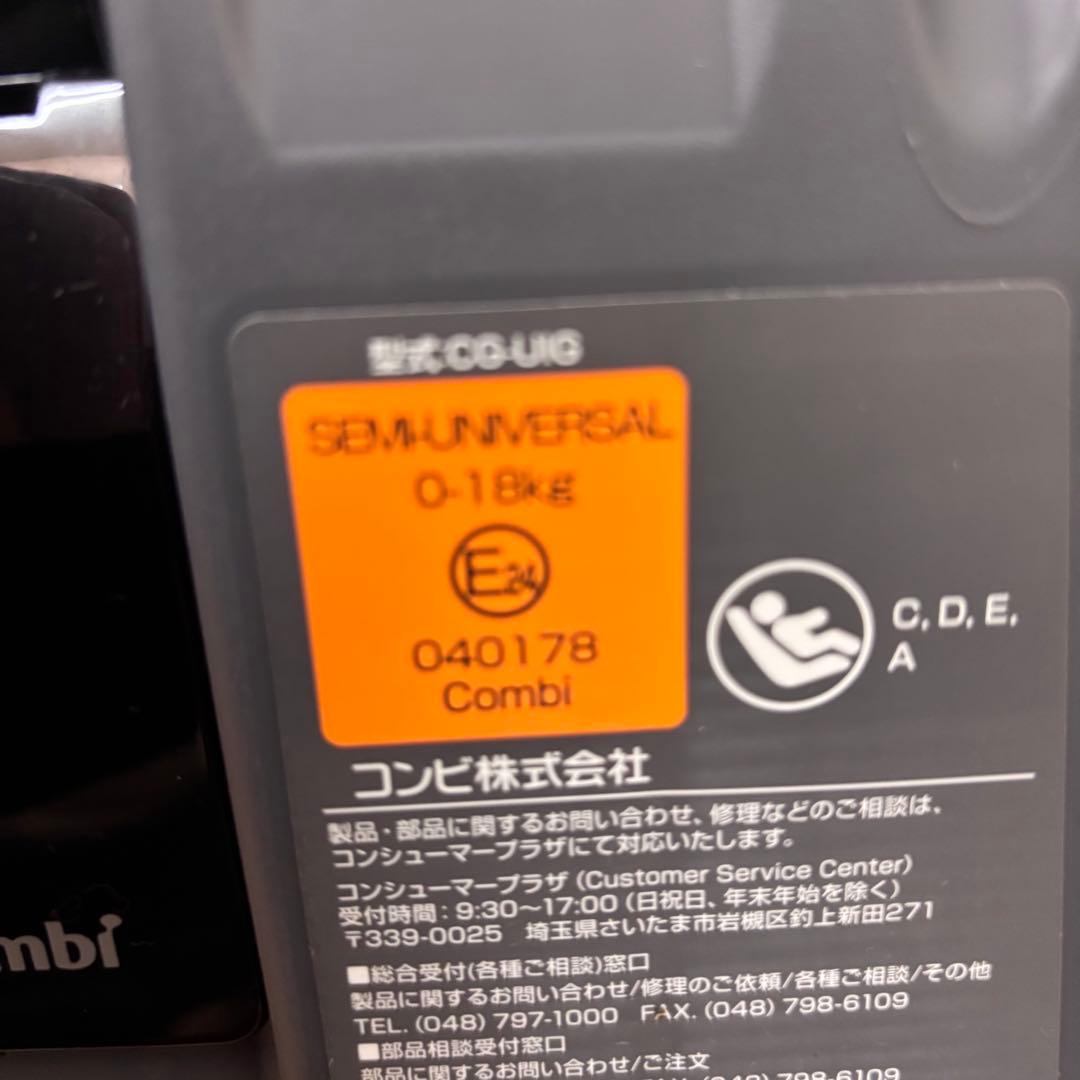 型式 CG-UIG
SEMI-UNIVERSAL
0-18kg
E24
040178
Combi
C, D, E,
A
コンビ株式会社
製品・部品に関するお問い合わせ、修理などのご相談は、
コンシューマープラザにて対応いたします。
コンシューマープラザ (Customer Service Center)
受付時間:9:30〜17:00 (日祝日、年末年始を除く)
〒339-0025 埼玉県さいたま市岩槻区釣上新田271
■総合受付(各種ご相談)窓口
製品に関するお問い合わせ/修理のご依頼/各種ご相談/その他
TEL. (048) 797-1000 FAX. (048) 798-6109
■部品相談受付窓口
部品に関するお問い合わせ/ご注文
FAX. (048) 798-6109
mbi